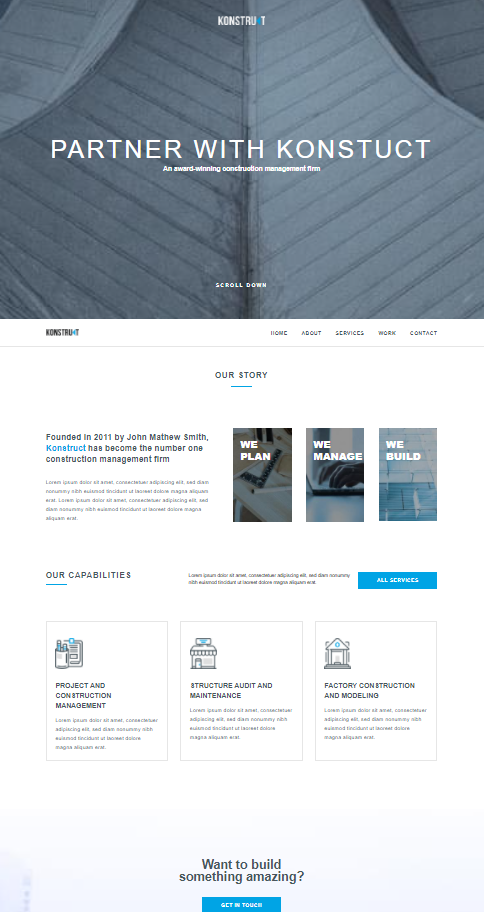 KONSTRUCT
PARTNER WITH KONSTUCT
An award-winning construction management firm
SCROLL DOWN
KONSTRUCT
HOME ABOUT SERVICES WORK CONTACT
OUR STORY
Founded in 2011 by John Mathew Smith,
Konstruct has become the number one
construction management firm
Lorem ipsum dolor sit amet, consectetuer adipiscing elit, sed diam
nonummy nibh euismod tincidunt ut laoreet dolore magna aliquam
erat. Lorem ipsum dolor sit amet, consectetuer adipiscing elit, sed
diam nonummy nibh euismod tincidunt ut laoreet dolore magna
aliquam erat.
WE
PLAN
WE
MANAGE
WE
BUILD
OUR CAPABILITIES
Lorem ipsum dolor sit amet, consectetuer adipiscing elit, sed diam nonummy
nibh euismod tincidunt ut laoreet dolore magna aliquam erat.
ALL SERVICES
PROJECT AND
CONSTRUCTION
MANAGEMENT
Lorem ipsum dolor sit amet, consectetuer
adipiscing elit, sed diam nonummy nibh
euismod tincidunt ut laoreet dolore
magna aliquam erat.
STRUCTURE AUDIT AND
MAINTENANCE
Lorem ipsum dolor sit amet, consectetuer
adipiscing elit, sed diam nonummy nibh
euismod tincidunt ut laoreet dolore
magna aliquam erat.
FACTORY CONSTRUCTION
AND MODELING
Lorem ipsum dolor sit amet, consectetuer
adipiscing elit, sed diam nonummy nibh
euismod tincidunt ut laoreet dolore
magna aliquam erat.
Want to build
something amazing?
GET IN TOUCH